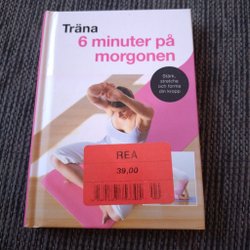 Träna
6 minuter på
morgonen
Stärk,
stretcha
och forma
din kropp
REA
39,00